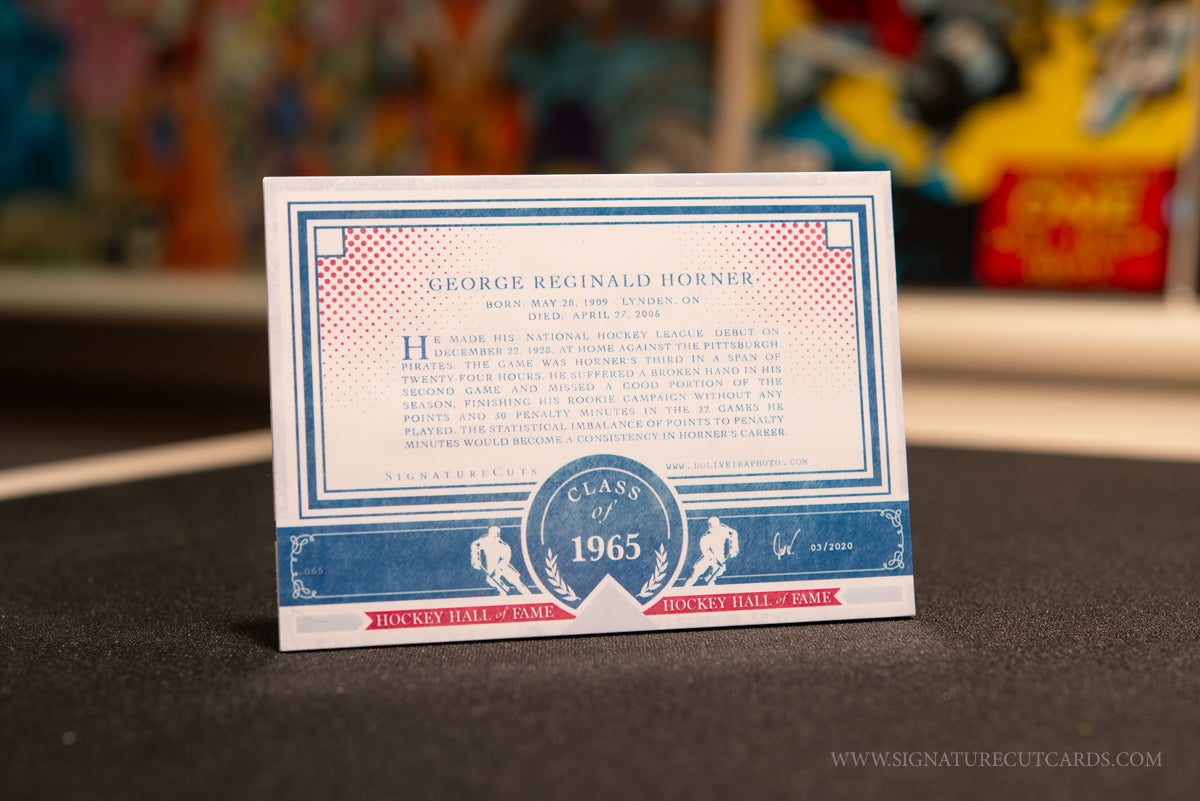 GEORGE REGINALD HORNER
BORN: MAY 28, 1909 · LYNDEN, ON
DIED: APRIL 27, 2005
HE MADE HIS NATIONAL HOCKEY LEAGUE DEBUT ON
DECEMBER 22, 1928, AT HOME AGAINST THE PITTSBURGH
PIRATES. THE GAME WAS HORNER'S THIRD IN A SPAN OF
TWENTY-FOUR HOURS. HE SUFFERED A BROKEN HAND IN HIS
SECOND GAME AND MISSED A GOOD PORTION OF THE
SEASON, FINISHING HIS ROOKIE CAMPAIGN WITHOUT ANY
POINTS AND 30 PENALTY MINUTES IN THE 22 GAMES HE
PLAYED. THE STATISTICAL IMBALANCE OF POINTS TO PENALTY
MINUTES WOULD BECOME A CONSISTENCY IN HORNER'S CAREER.
SIGNATURECUTS
WWW.DOLIVEIRAPHOTO.COM
CLASS
of
1965
065
03/2020
HOCKEY HALL of FAME
HOCKEY HALL of FAME
WWW.SIGNATURECUTCARDS.COM